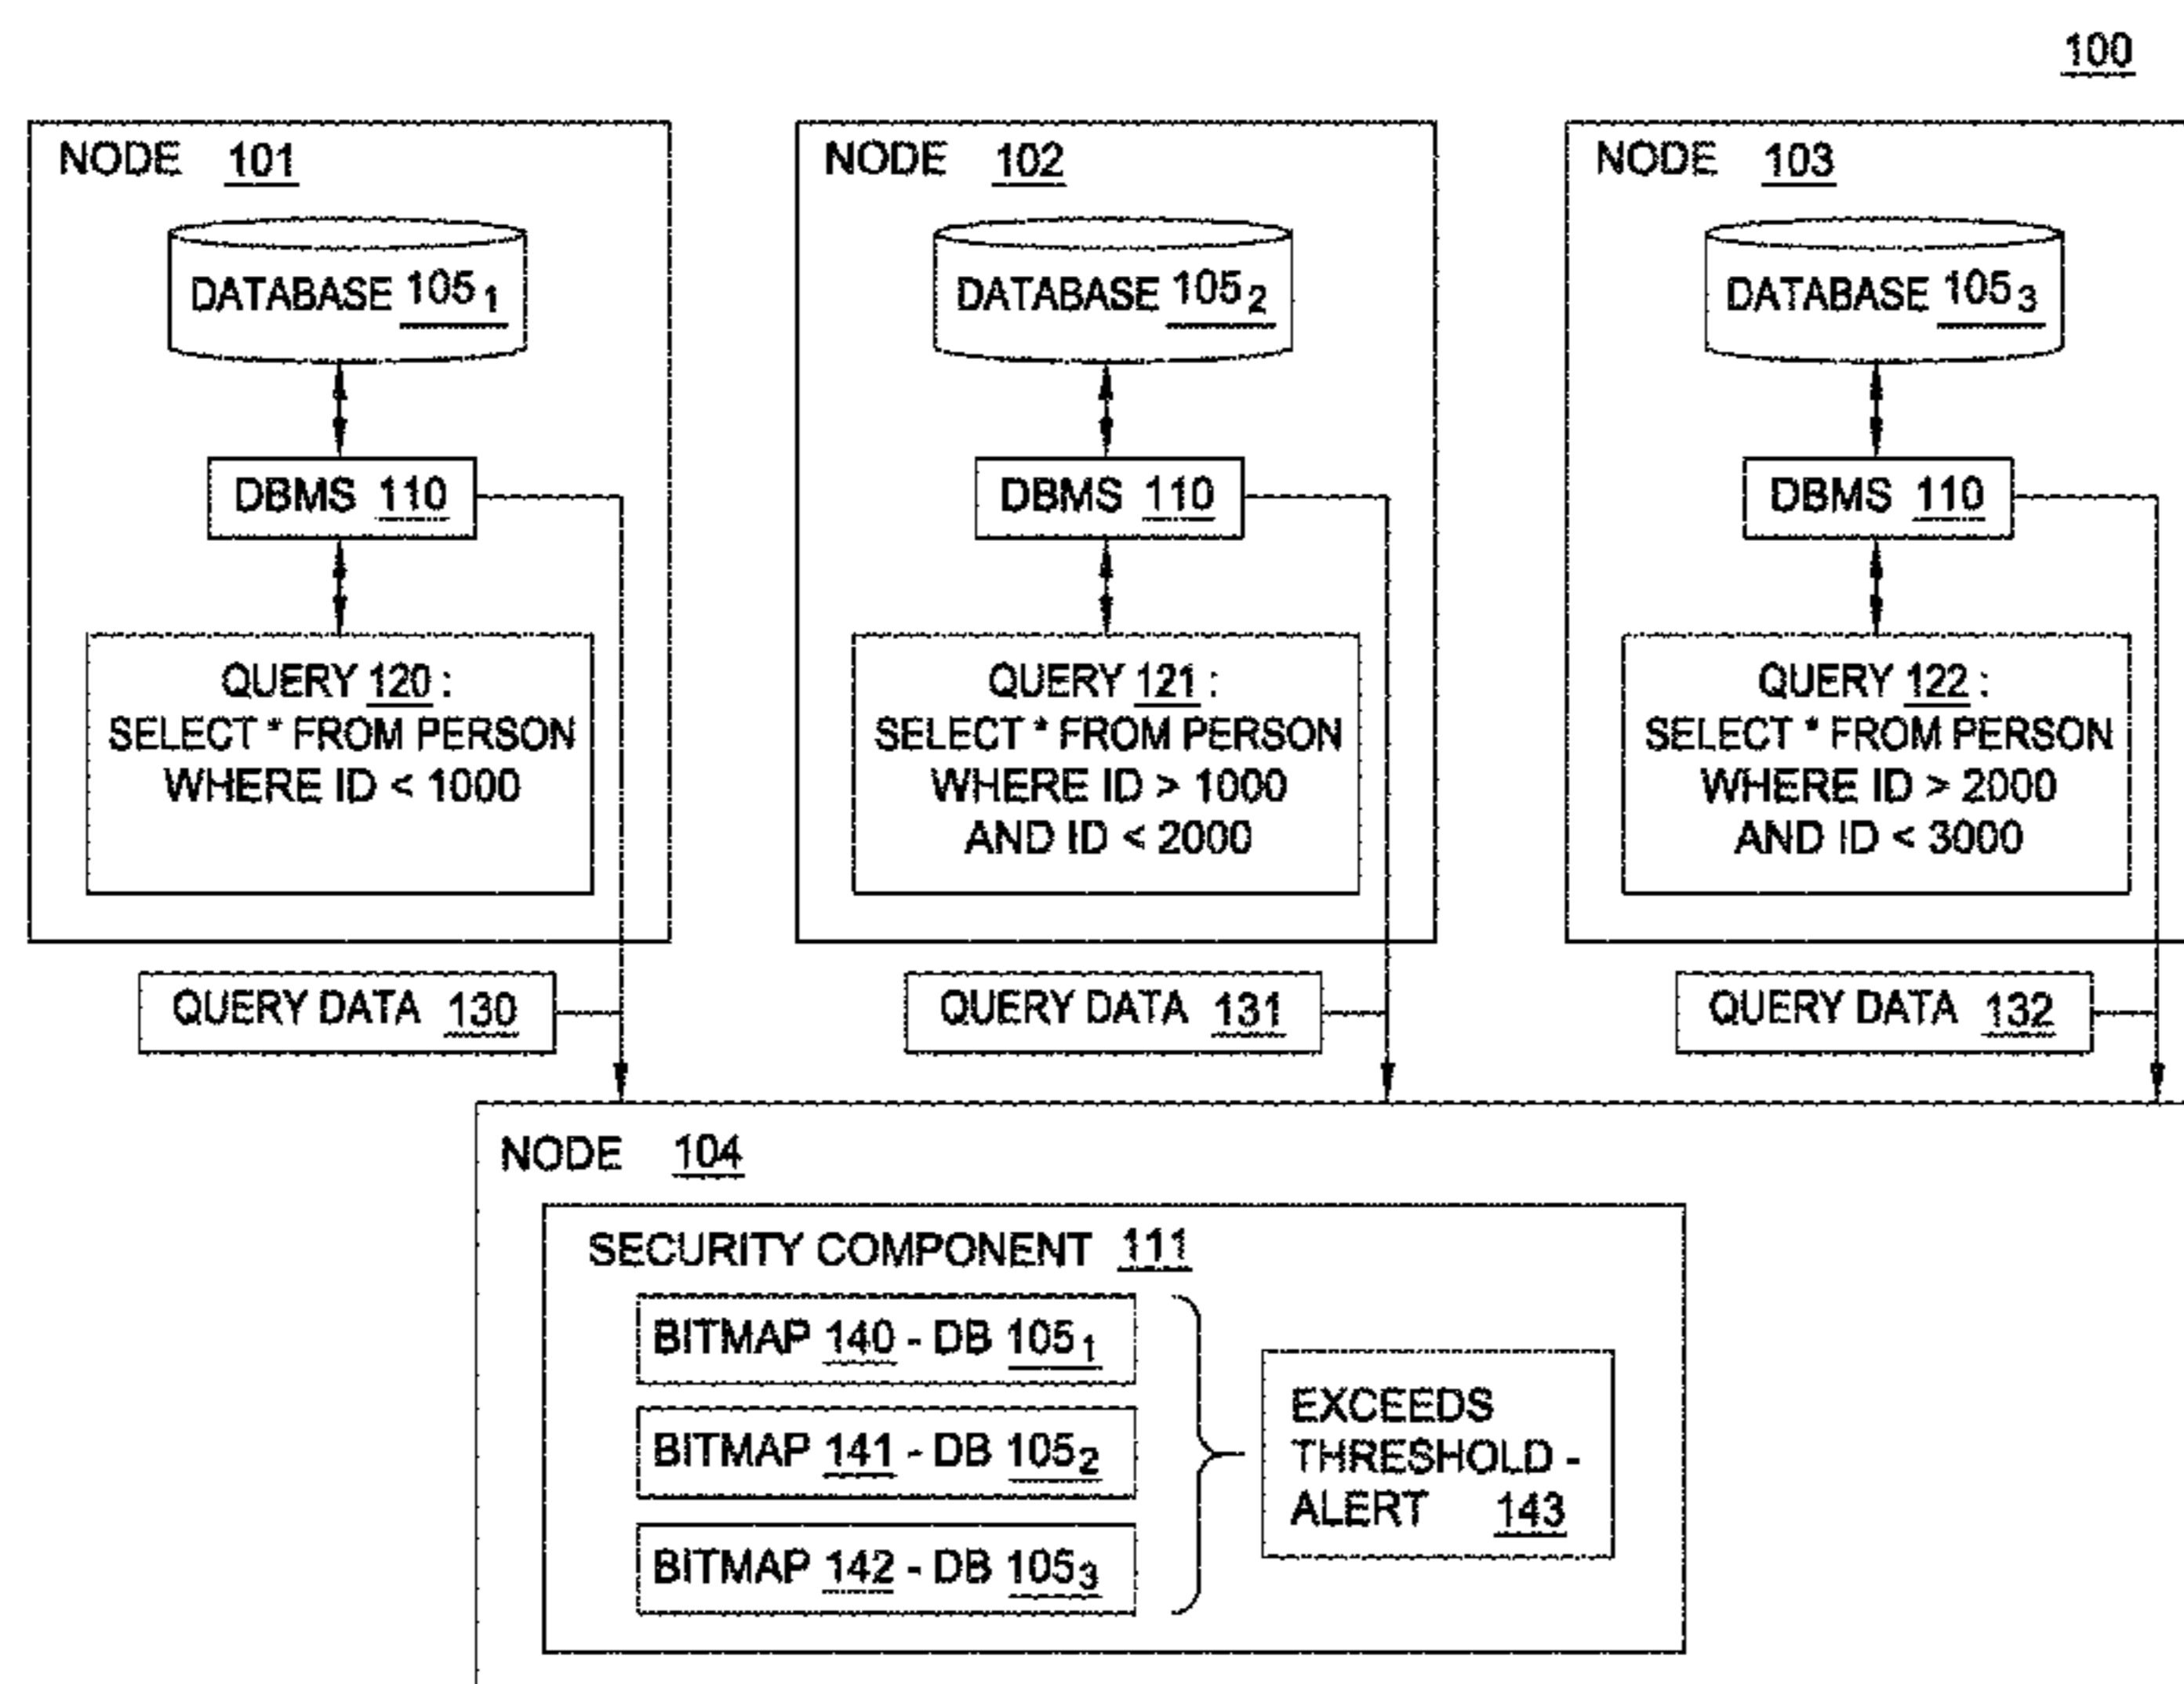 100
NODE 101
DATABASE 105₁
DBMS 110
QUERY 120 :
SELECT * FROM PERSON
WHERE ID < 1000
QUERY DATA 130
NODE 102
DATABASE 105₂
DBMS 110
QUERY 121 :
SELECT * FROM PERSON
WHERE ID > 1000
AND ID < 2000
QUERY DATA 131
NODE 103
DATABASE 105₃
DBMS 110
QUERY 122 :
SELECT * FROM PERSON
WHERE ID > 2000
AND ID < 3000
QUERY DATA 132
NODE 104
SECURITY COMPONENT 111
BITMAP 140 - DB 105₁
BITMAP 141 - DB 105₂
BITMAP 142 - DB 105₃
EXCEEDS
THRESHOLD -
ALERT 143